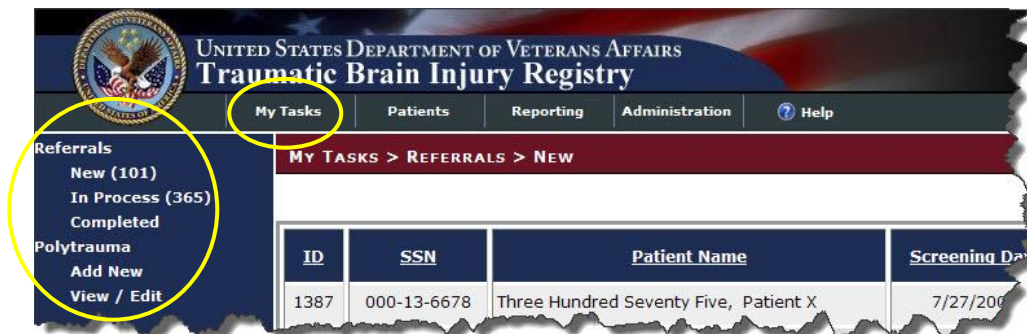 UNITED STATES DEPARTMENT OF VETERANS AFFAIRS
Traumatic Brain Injury Registry
My Tasks Patients Reporting Administration ? Help
Referrals
New (101)
In Process (365)
Completed
Polytrauma
Add New
View / Edit
MY TASKS > REFERRALS > NEW
ID SSN Patient Name Screening
1387 000-13-6678 Three Hundred Seventy Five, Patient X